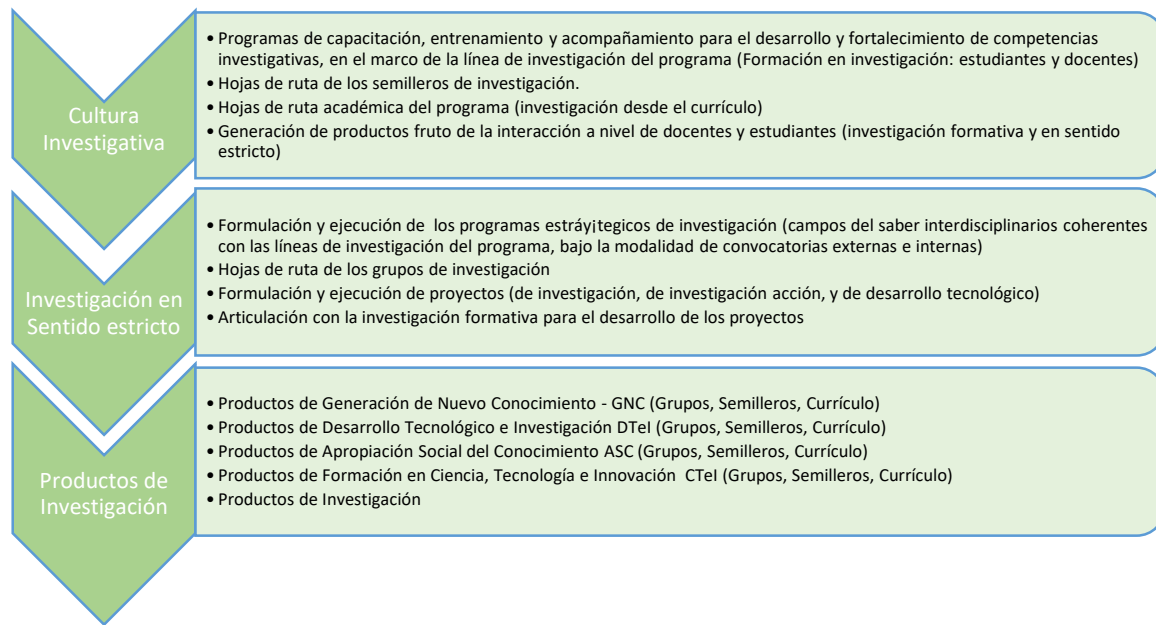 Cultura
Investigativa
• Programas de capacitación, entrenamiento y acompañamiento para el desarrollo y fortalecimiento de competencias
investigativas, en el marco de la línea de investigación del programa (Formación en investigación: estudiantes y docentes)
• Hojas de ruta de los semilleros de investigación.
• Hojas de ruta académica del programa (investigación desde el currículo)
• Generación de productos fruto de la interacción a nivel de docentes y estudiantes (investigación formativa y en sentido
estricto)
Investigación en
Sentido estricto
• Formulación y ejecución de los programas estráy¡tegicos de investigación (campos del saber interdisciplinarios coherentes
con las líneas de investigación del programa, bajo la modalidad de convocatorias externas e internas)
• Hojas de ruta de los grupos de investigación
• Formulación y ejecución de proyectos (de investigación, de investigación acción, y de desarrollo tecnológico)
• Articulación con la investigación formativa para el desarrollo de los proyectos
Productos de
Investigación
• Productos de Generación de Nuevo Conocimiento - GNC (Grupos, Semilleros, Currículo)
• Productos de Desarrollo Tecnológico e Investigación DTeI (Grupos, Semilleros, Currículo)
• Productos de Apropiación Social del Conocimiento ASC (Grupos, Semilleros, Currículo)
• Productos de Formación en Ciencia, Tecnología e Innovación CTeI (Grupos, Semilleros, Currículo)
• Productos de Investigación